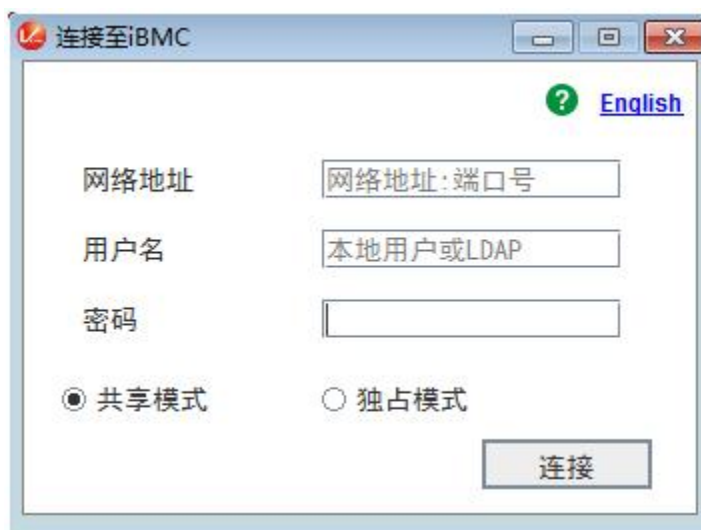 连接至iBMC
English
网络地址 网络地址:端口号
用户名 本地用户或LDAP
密码
共享模式 独占模式
连接